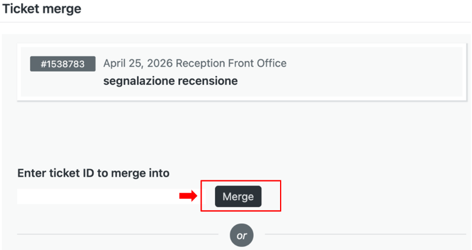 Ticket merge
#1538783
April 25, 2026 Reception Front Office
segnalazione recensione
Enter ticket ID to merge into
Merge
or